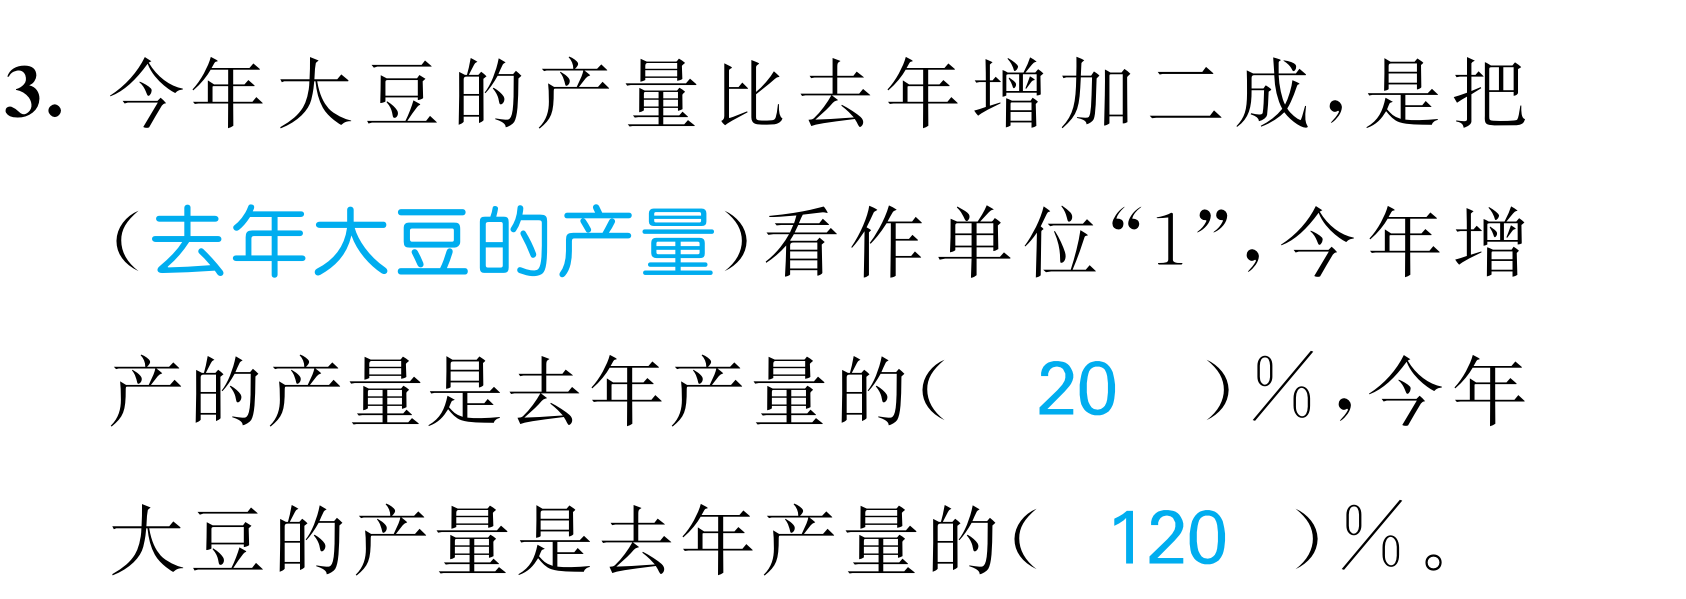 3. 今年大豆的产量比去年增加二成，是把
（去年大豆的产量）看作单位“1”，今年增
产的产量是去年产量的（ 20 ）%，今年
大豆的产量是去年产量的（ 120 ）%。